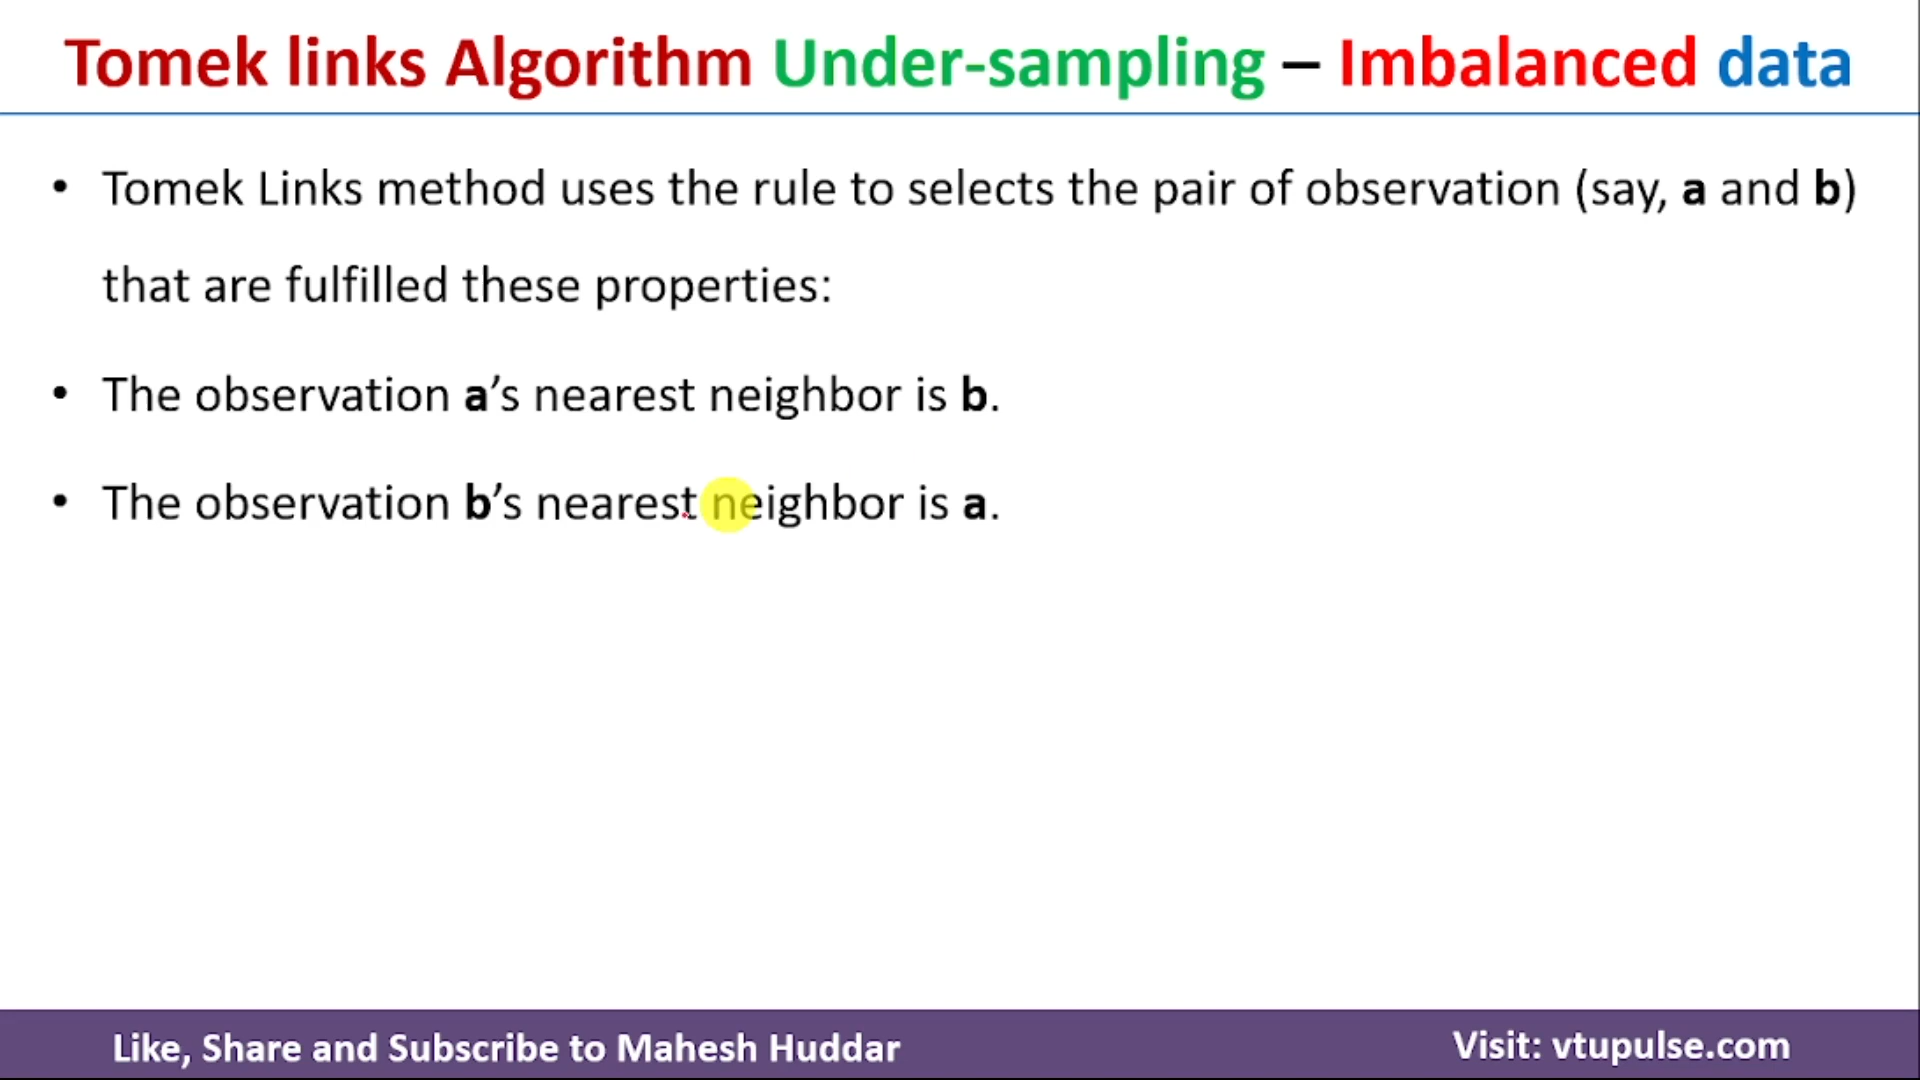 Tomek links Algorithm Under-sampling – Imbalanced data
• Tomek Links method uses the rule to selects the pair of observation (say, a and b)
that are fulfilled these properties:
• The observation a’s nearest neighbor is b.
• The observation b’s nearest neighbor is a.
Like, Share and Subscribe to Mahesh Huddar
Visit: vtupulse.com